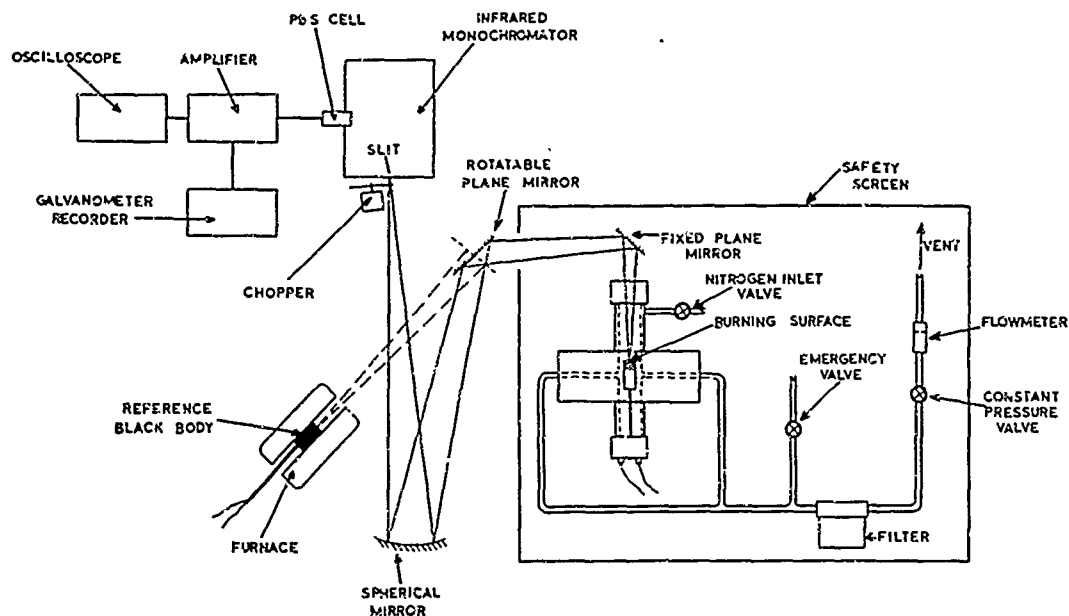 PbS CELL
INFRARED
MONOCHROMATOR
OSCILLOSCOPE
AMPLIFIER
SLIT
ROTATABLE
PLANE MIRROR
SAFETY
SCREEN
GALVANOMETER
RECORDER
CHOPPER
FIXED PLANE
MIRROR
VENT
NITROGEN INLET
VALVE
BURNING SURFACE
FLOWMETER
EMERGENCY
VALVE
CONSTANT
PRESSURE
VALVE
REFERENCE
BLACK BODY
FURNACE
FILTER
SPHERICAL
MIRROR